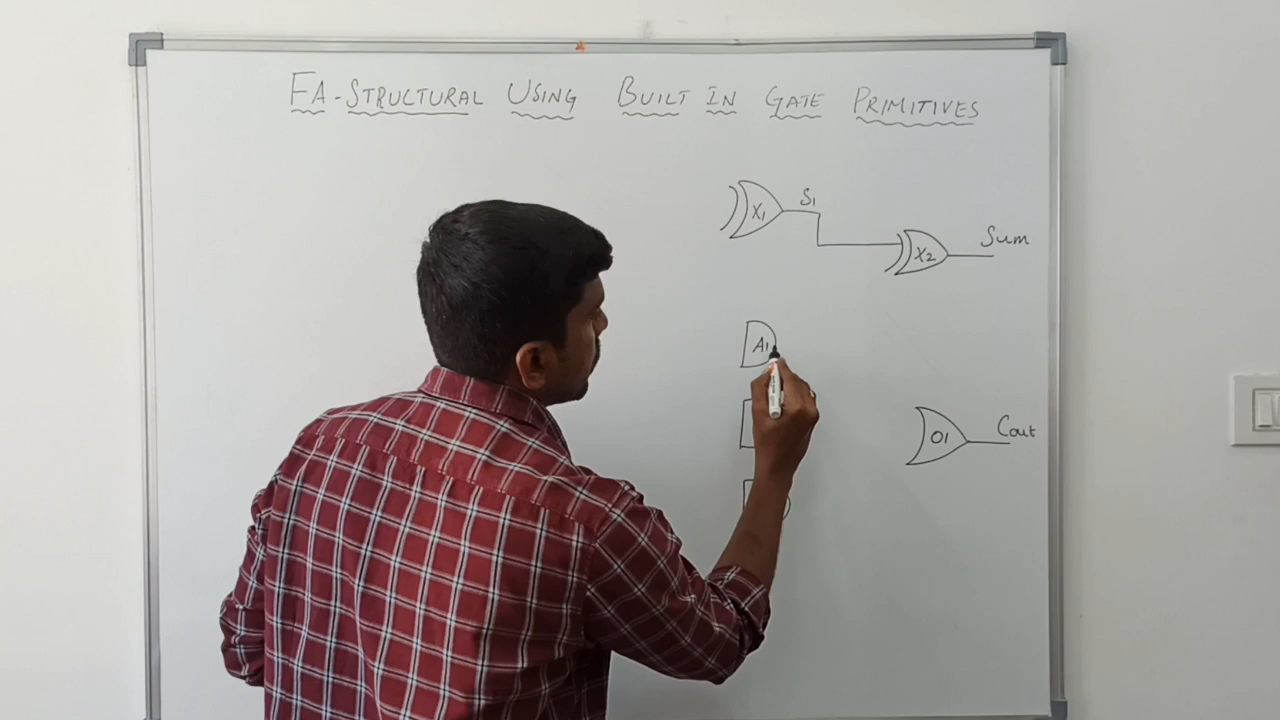 FA-STRUCTURAL USING BUILT IN GATE PRIMITIVES
X1
S1
X2
Sum
A1
O1
Cout